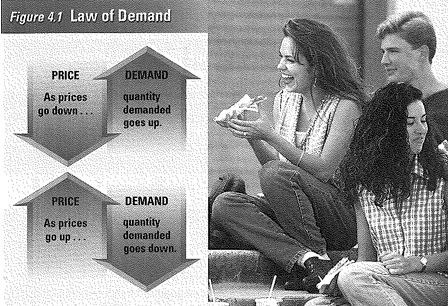 Figure 4.1 Law of Demand
PRICE
As prices
go down . . .
DEMAND
quantity
demanded
goes up.
PRICE
As prices
go up . . .
DEMAND
quantity
demanded
goes down.